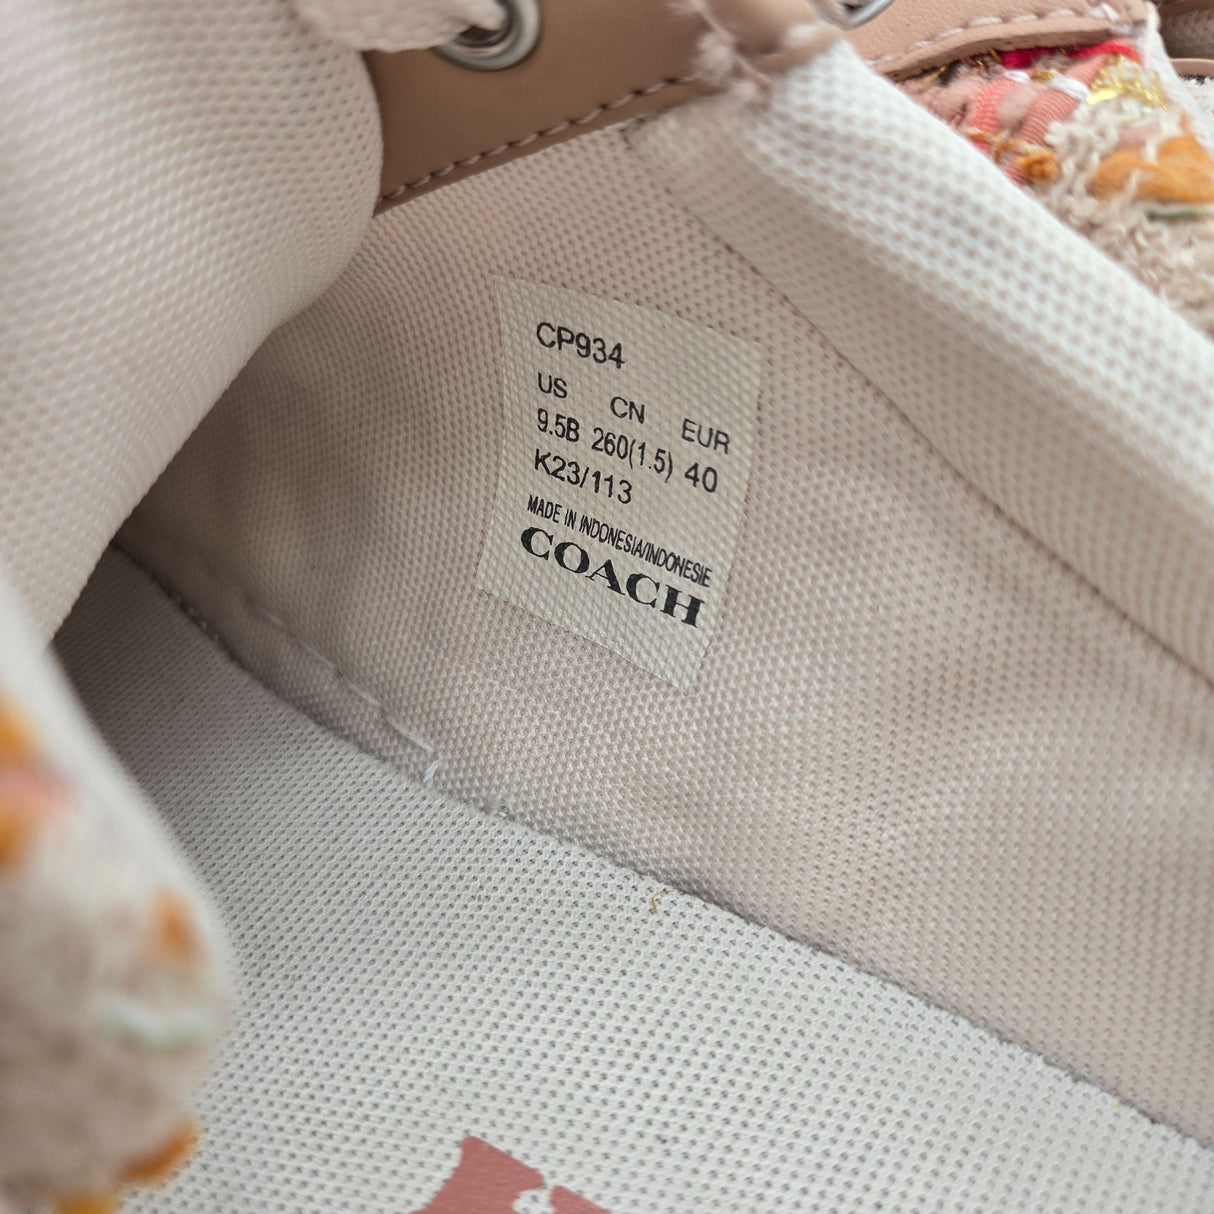 CP934
US CN EUR
9.5B 260(1.5) 40
K23/113
MADE IN INDONESIA/INDONESIE
COACH